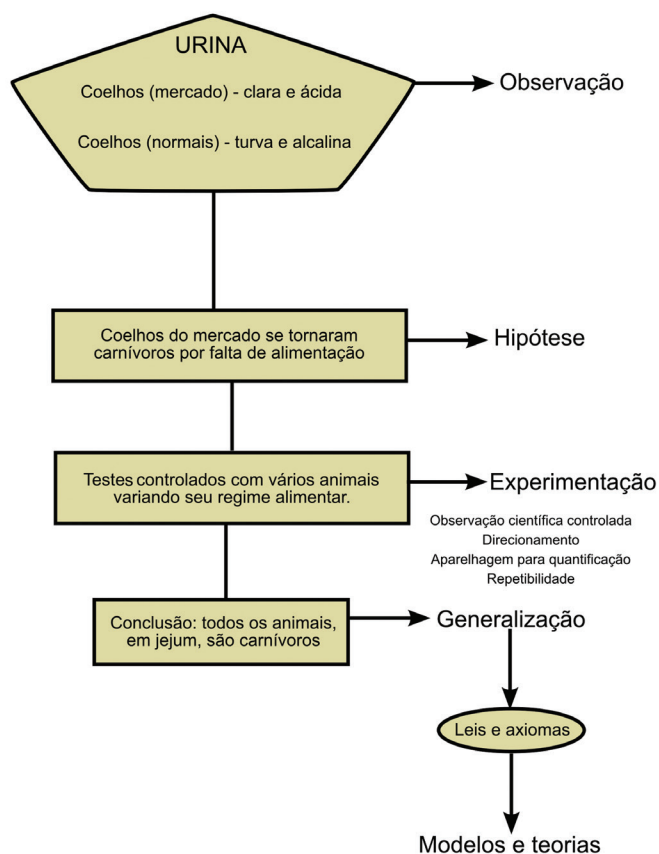 URINA
Coelhos (mercado) - clara e ácida
Observação
Coelhos (normais) - turva e alcalina
Coelhos do mercado se tornaram
carnívoros por falta de alimentação
Hipótese
Testes controlados com vários animais
variando seu regime alimentar.
Experimentação
Observação científica controlada
Direcionamento
Aparelhagem para quantificação
Repetibilidade
Conclusão: todos os animais,
em jejum, são carnívoros
Generalização
Leis e axiomas
Modelos e teorias